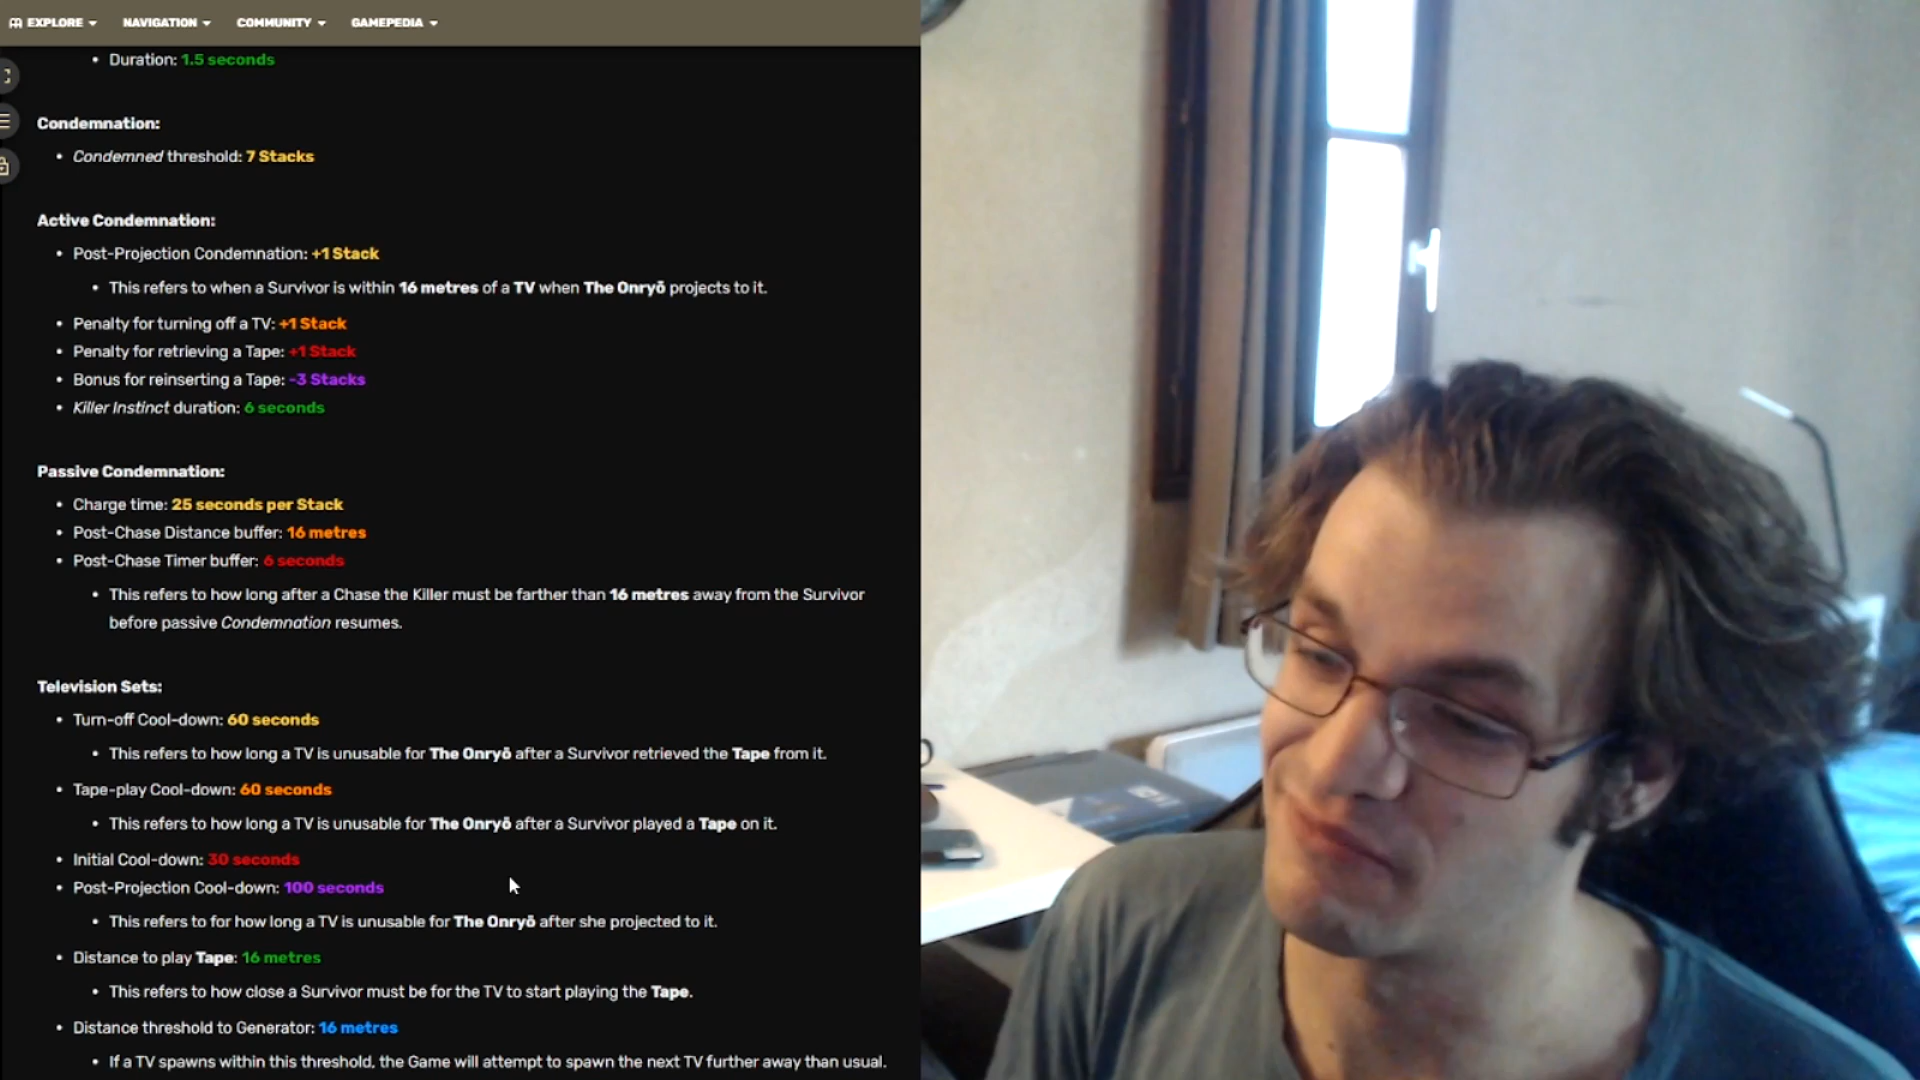 EXPLORE NAVIGATION COMMUNITY GAMEPEDIA
• Duration: 1.5 seconds
Condemnation:
• Condemned threshold: 7 Stacks
Active Condemnation:
• Post-Projection Condemnation: +1 Stack
• This refers to when a Survivor is within 16 metres of a TV when The Onryō projects to it.
• Penalty for turning off a TV: +1 Stack
• Penalty for retrieving a Tape: +1 Stack
• Bonus for reinserting a Tape: -3 Stacks
• Killer Instinct duration: 6 seconds
Passive Condemnation:
• Charge time: 25 seconds per Stack
• Post-Chase Distance buffer: 16 metres
• Post-Chase Timer buffer: 6 seconds
• This refers to how long after a Chase the Killer must be farther than 16 metres away from the Survivor
before passive Condemnation resumes.
Television Sets:
• Turn-off Cool-down: 60 seconds
• This refers to how long a TV is unusable for The Onryō after a Survivor retrieved the Tape from it.
• Tape-play Cool-down: 60 seconds
• This refers to how long a TV is unusable for The Onryō after a Survivor played a Tape on it.
• Initial Cool-down: 30 seconds
• Post-Projection Cool-down: 100 seconds
• This refers to for how long a TV is unusable for The Onryō after she projected to it.
• Distance to play Tape: 16 metres
• This refers to how close a Survivor must be for the TV to start playing the Tape.
• Distance threshold to Generator: 16 metres
• If a TV spawns within this threshold, the Game will attempt to spawn the next TV further away than usual.